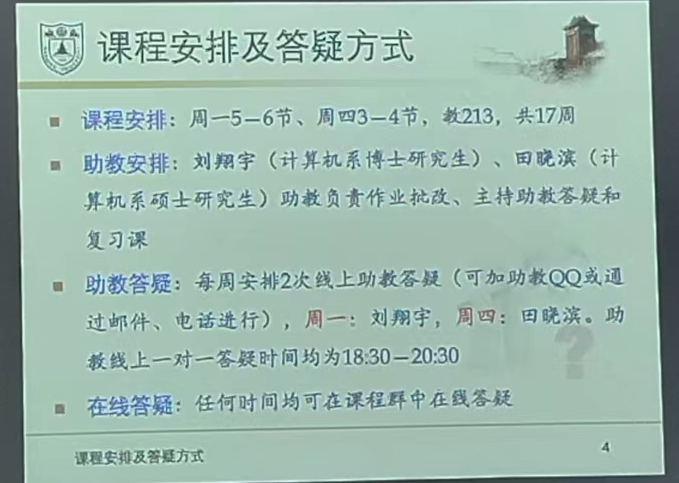 课程安排及答疑方式
课程安排：周一5—6节、周四3—4节，教213，共17周
助教安排：刘翔宇（计算机系博士研究生）、田晓滨（计
算机系硕士研究生）助教负责作业批改、主持助教答疑和
复习课
助教答疑：每周安排2次线上助教答疑（可加助教QQ或通
过邮件、电话进行），周一：刘翔宇，周四：田晓滨。助
教线上一对一答疑时间均为18:30—20:30
在线答疑：任何时间均可在课程群中在线答疑
课程安排及答疑方式
4